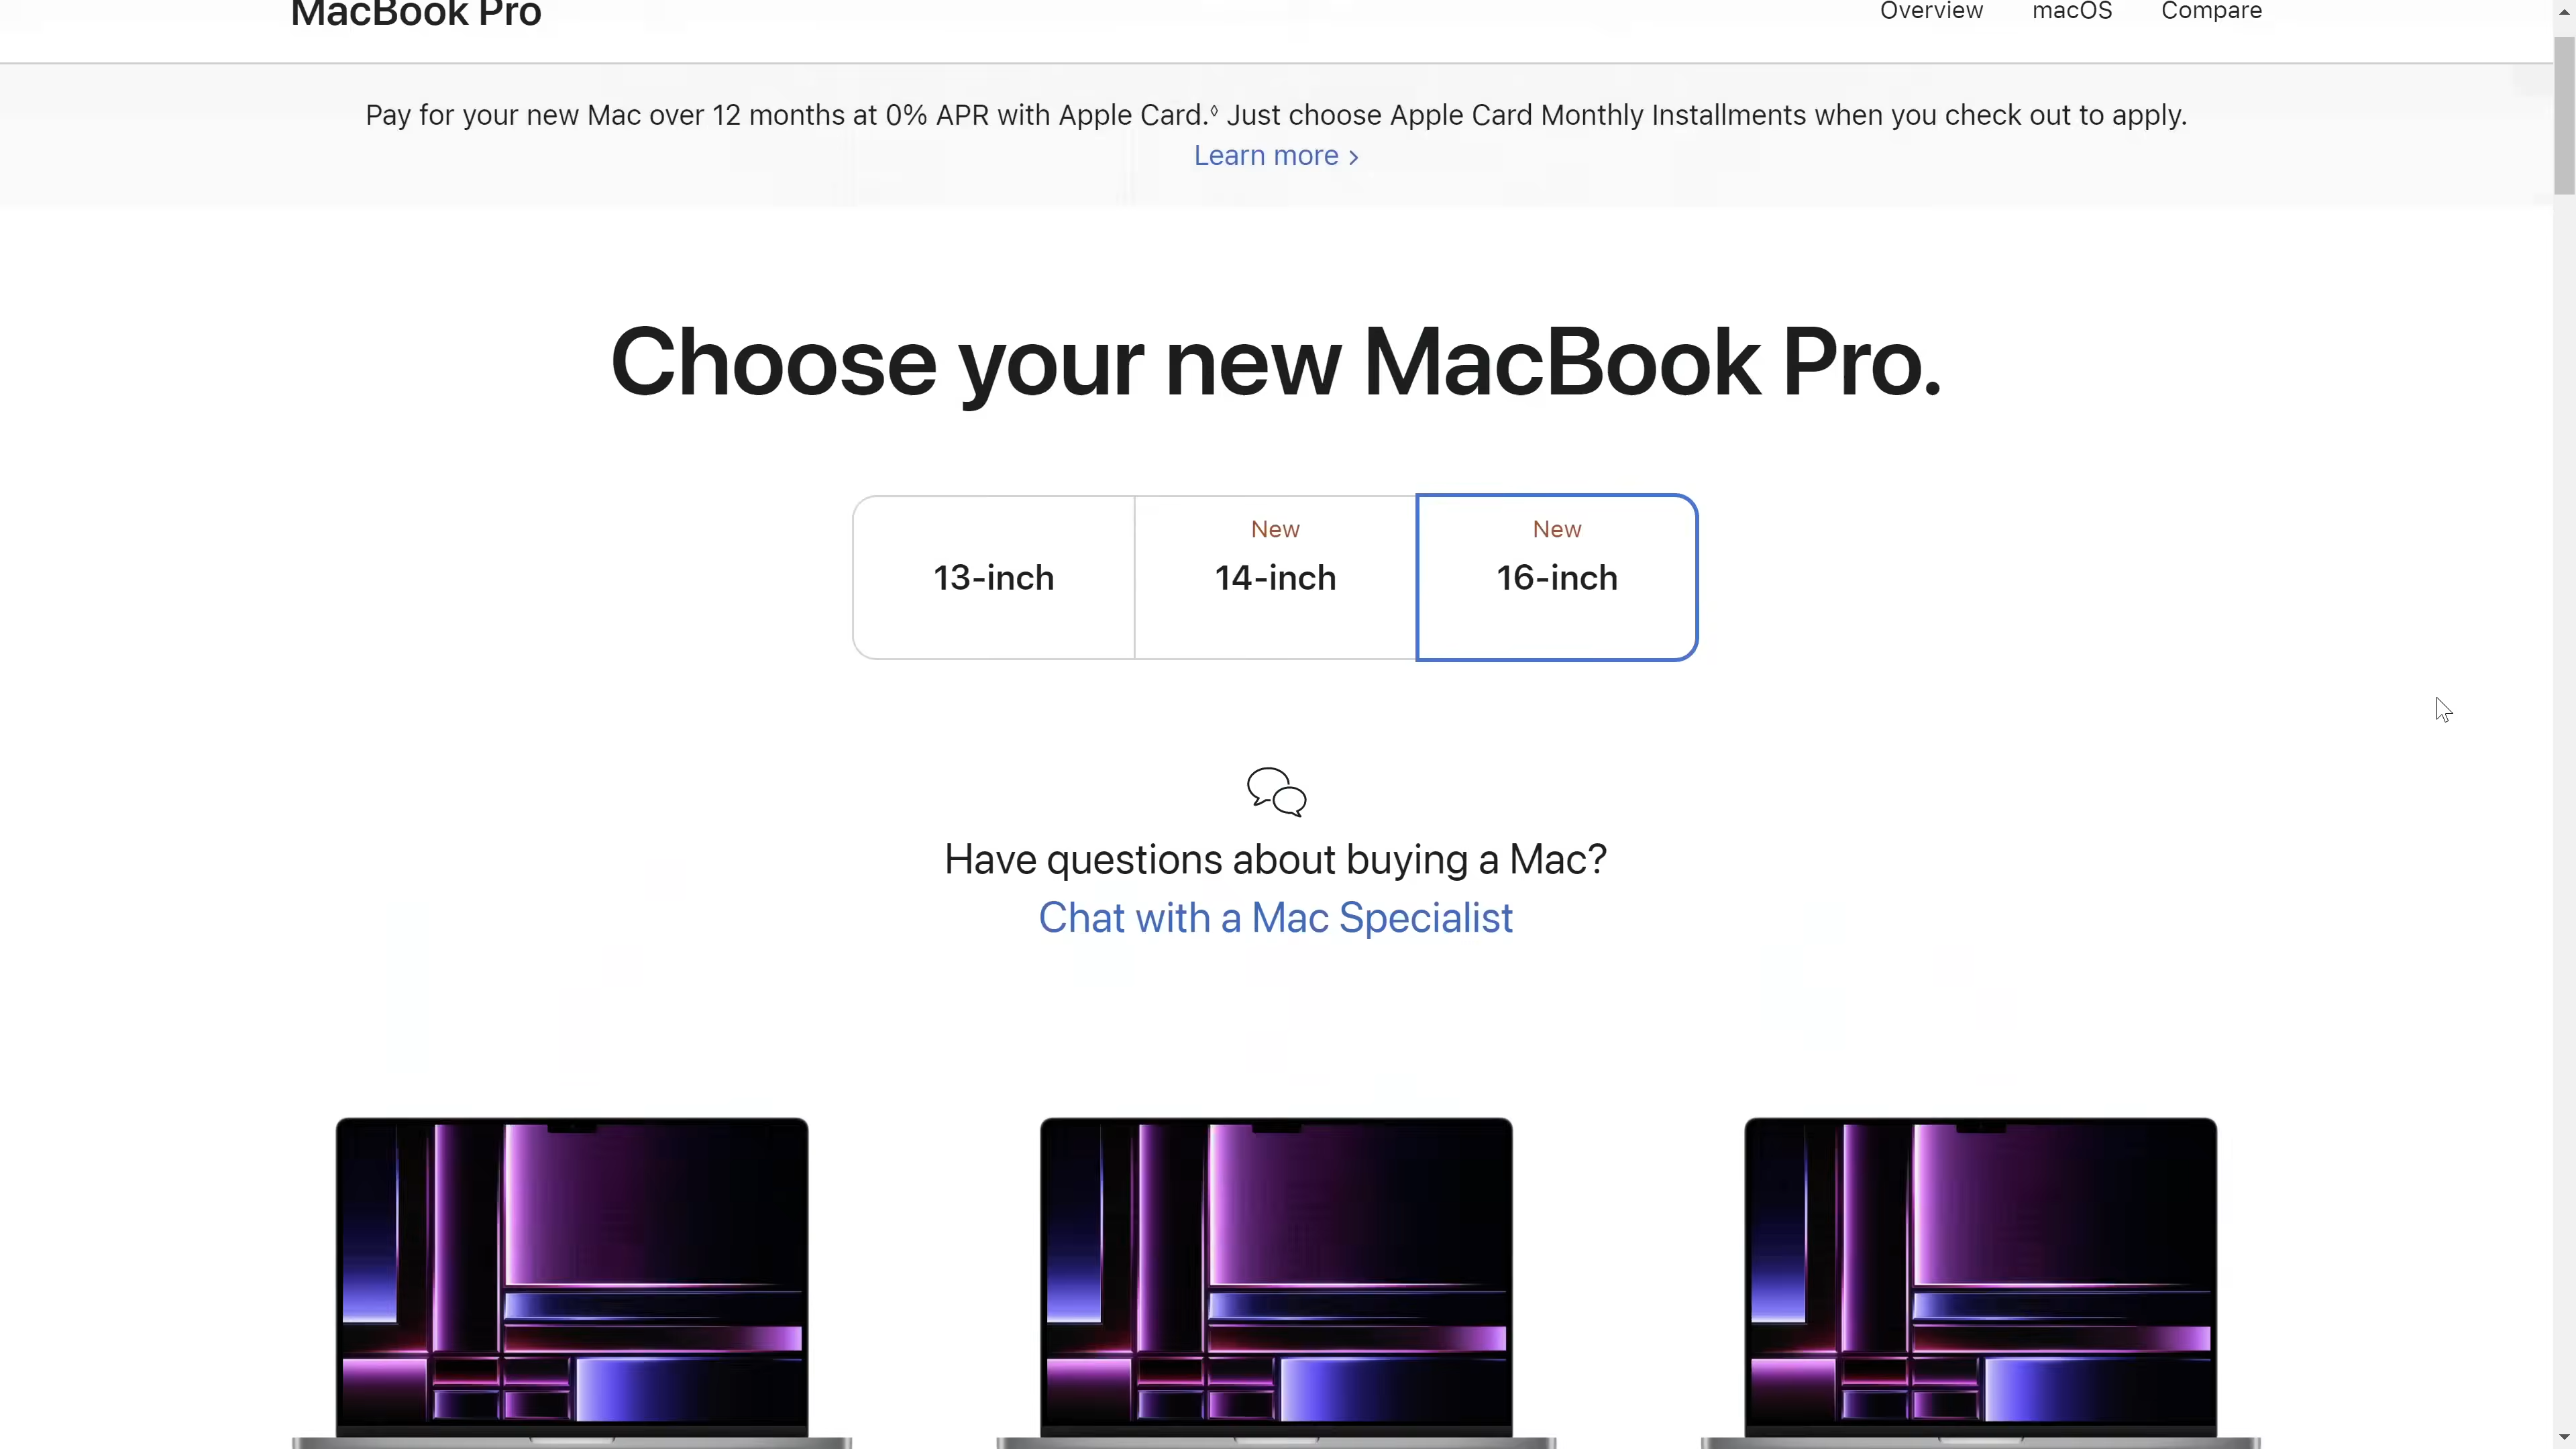 MacBook Pro
Overview macOS Compare
Pay for your new Mac over 12 months at 0% APR with Apple Card.◊ Just choose Apple Card Monthly Installments when you check out to apply.
Learn more >
Choose your new MacBook Pro.
13-inch
New
14-inch
New
16-inch
Have questions about buying a Mac?
Chat with a Mac Specialist